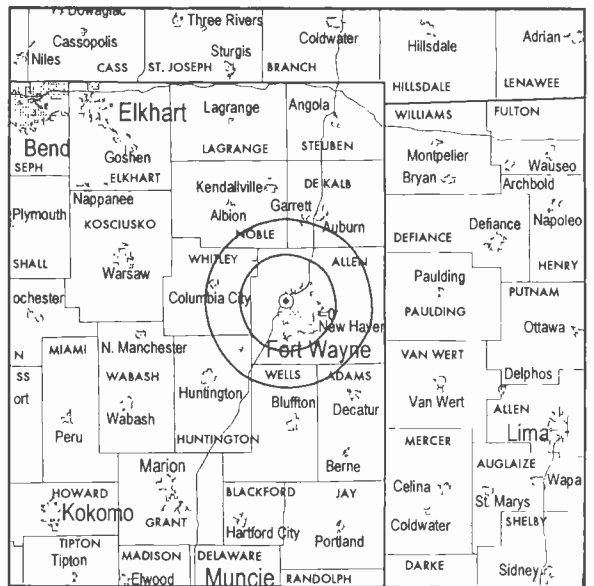 Dowagiac
Three Rivers
Cassopolis
Coldwater
Hillsdale
Adrian
Sturgis
Niles
CASS ST. JOSEPH BRANCH
HILLSDALE LENAWEE
Elkhart
Lagrange
Angola
WILLIAMS FULTON
Bend
Goshen
LAGRANGE
STEUBEN
Montpelier
Wauseo
SEPH
ELKHART
Kendallville
DE KALB
Bryan
Archbold
Nappanee
Albion
Garrett
Plymouth
KOSCIUSKO
Auburn
Napoleo
NOBLE
DEFIANCE
Defiance
SHALL
Warsaw
WHITLEY
ALLEN
HENRY
Columbia City
Paulding
PUTNAM
ochester
PAULDING
New Haven
Ottawa
N
MIAMI
N. Manchester
Fort Wayne
VAN WERT
SS
WABASH
WELLS
ADAMS
Delphos
ort
Huntington
Bluffton
Decatur
Van Wert
ALLEN
Wabash
Lima
Peru
HUNTINGTON
MERCER
Berne
AUGLAIZE
Marion
Celina
Wapa
HOWARD
BLACKFORD
JAY
St. Marys
Kokomo
GRANT
Hartford City
Portland
Coldwater
SHELBY
TIPTON
Tipton
MADISON
DELAWARE
DARKE
Elwood
Muncie
RANDOLPH
Sidney